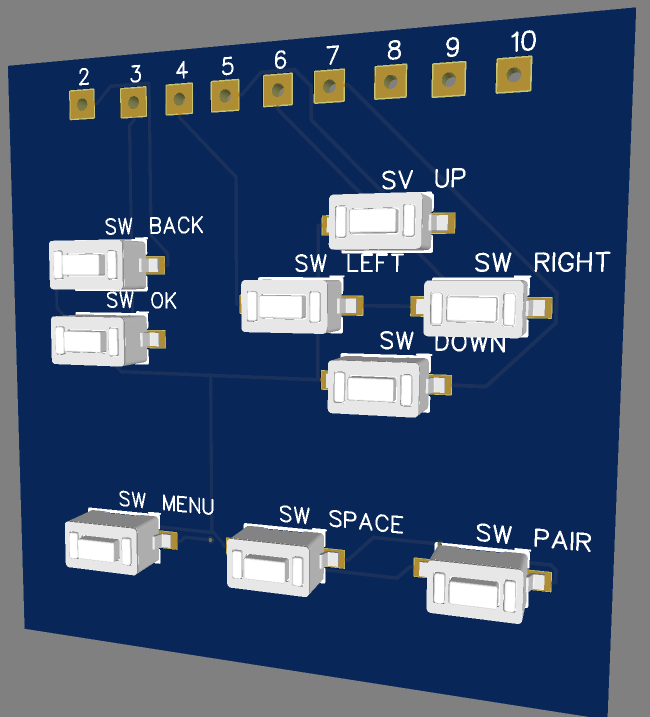 2 3 4 5 6 7 8 9 10
SV UP
SW BACK
SW LEFT
SW RIGHT
SW OK
SW DOWN
SW MENU
SW SPACE
SW PAIR